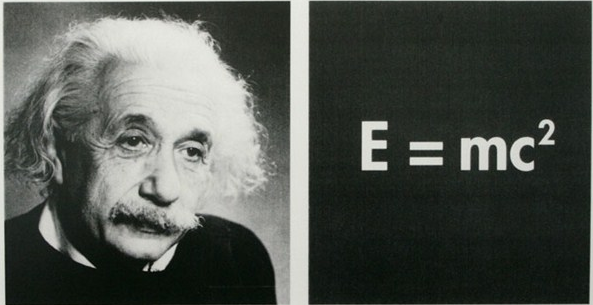 E = mc²